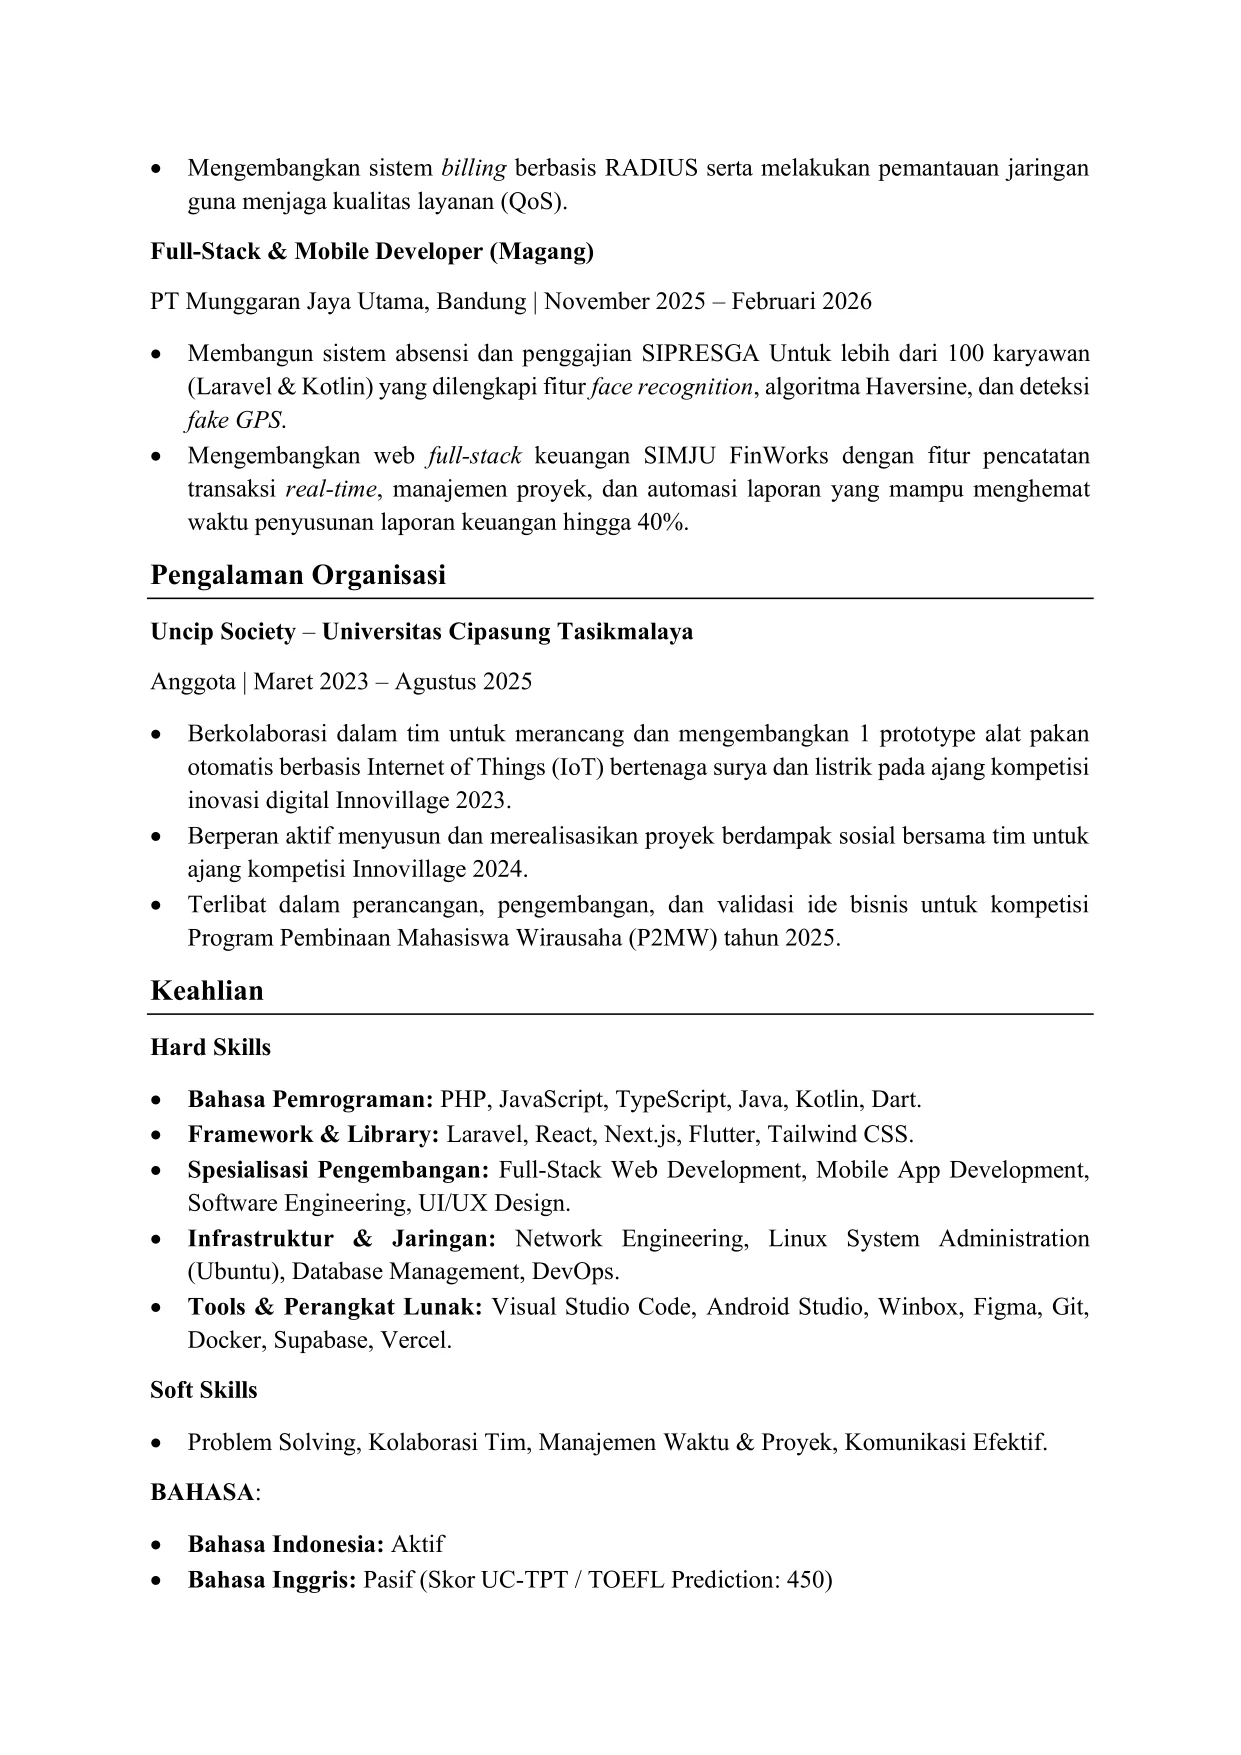 • Mengembangkan sistem billing berbasis RADIUS serta melakukan pemantauan jaringan
guna menjaga kualitas layanan (QoS).
Full-Stack & Mobile Developer (Magang)
PT Munggaran Jaya Utama, Bandung | November 2025 – Februari 2026
• Membangun sistem absensi dan penggajian SIPRESGA Untuk lebih dari 100 karyawan
(Laravel & Kotlin) yang dilengkapi fitur face recognition, algoritma Haversine, dan deteksi
fake GPS.
• Mengembangkan web full-stack keuangan SIMJU FinWorks dengan fitur pencatatan
transaksi real-time, manajemen proyek, dan automasi laporan yang mampu menghemat
waktu penyusunan laporan keuangan hingga 40%.
Pengalaman Organisasi
Uncip Society – Universitas Cipasung Tasikmalaya
Anggota | Maret 2023 – Agustus 2025
• Berkolaborasi dalam tim untuk merancang dan mengembangkan 1 prototype alat pakan
otomatis berbasis Internet of Things (IoT) bertenaga surya dan listrik pada ajang kompetisi
inovasi digital Innovillage 2023.
• Berperan aktif menyusun dan merealisasikan proyek berdampak sosial bersama tim untuk
ajang kompetisi Innovillage 2024.
• Terlibat dalam perancangan, pengembangan, dan validasi ide bisnis untuk kompetisi
Program Pembinaan Mahasiswa Wirausaha (P2MW) tahun 2025.
Keahlian
Hard Skills
• Bahasa Pemrograman: PHP, JavaScript, TypeScript, Java, Kotlin, Dart.
• Framework & Library: Laravel, React, Next.js, Flutter, Tailwind CSS.
• Spesialisasi Pengembangan: Full-Stack Web Development, Mobile App Development,
Software Engineering, UI/UX Design.
• Infrastruktur & Jaringan: Network Engineering, Linux System Administration
(Ubuntu), Database Management, DevOps.
• Tools & Perangkat Lunak: Visual Studio Code, Android Studio, Winbox, Figma, Git,
Docker, Supabase, Vercel.
Soft Skills
• Problem Solving, Kolaborasi Tim, Manajemen Waktu & Proyek, Komunikasi Efektif.
BAHASA:
• Bahasa Indonesia: Aktif
• Bahasa Inggris: Pasif (Skor UC-TPT / TOEFL Prediction: 450)